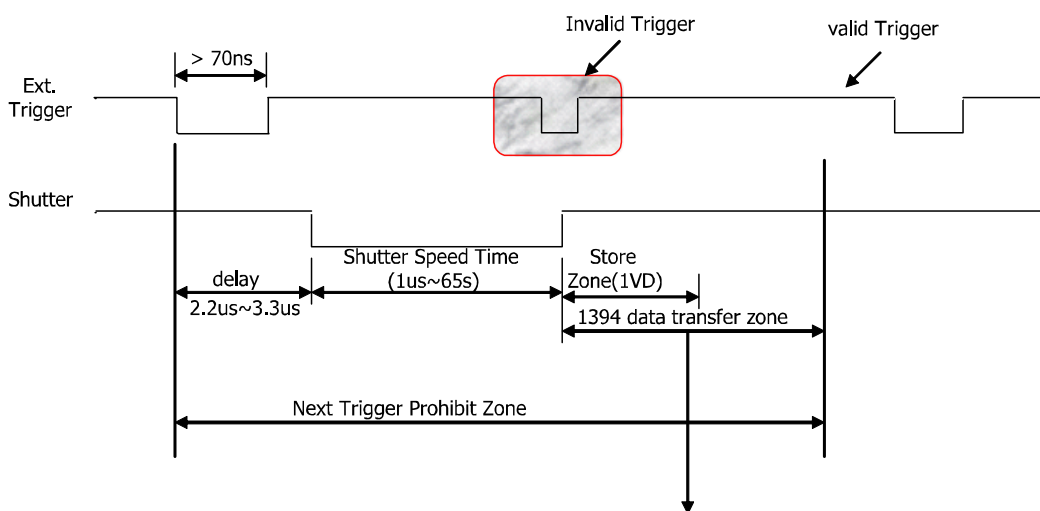 Invalid Trigger
valid Trigger
> 70ns
Ext.
Trigger
Shutter
Shutter Speed Time
(1us~65s)
Store
Zone(1VD)
delay
2.2us~3.3us
1394 data transfer zone
Next Trigger Prohibit Zone